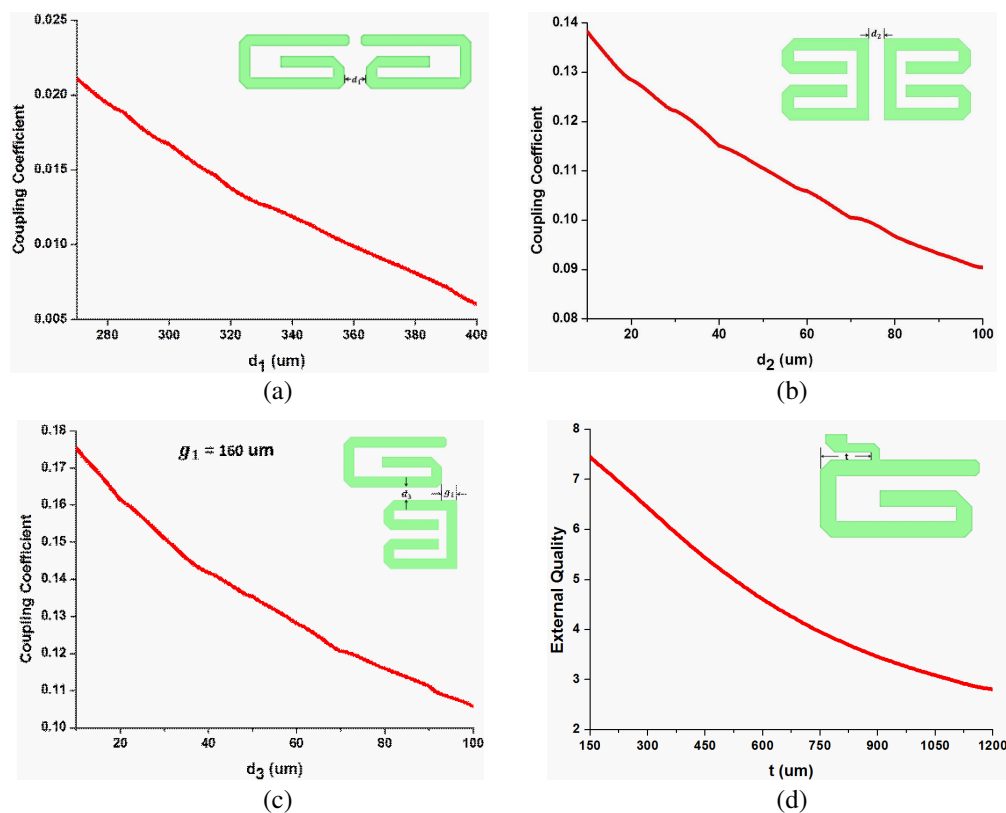 0.025
0.020
0.015
0.010
0.005
Coupling Coefficient
d1
280 300 320 340 360 380 400
d1 (um)
(a)
0.14
0.13
0.12
0.11
0.10
0.09
0.08
Coupling Coefficient
d2
20 40 60 80 100
d2 (um)
(b)
0.18
0.17
0.16
0.15
0.14
0.13
0.12
0.11
0.10
Coupling Coefficient
g1 = 160 um
d3
g1
20 40 60 80 100
d3 (um)
(c)
8
7
6
5
4
3
2
External Quality
t
150 300 450 600 750 900 1050 1200
t (um)
(d)